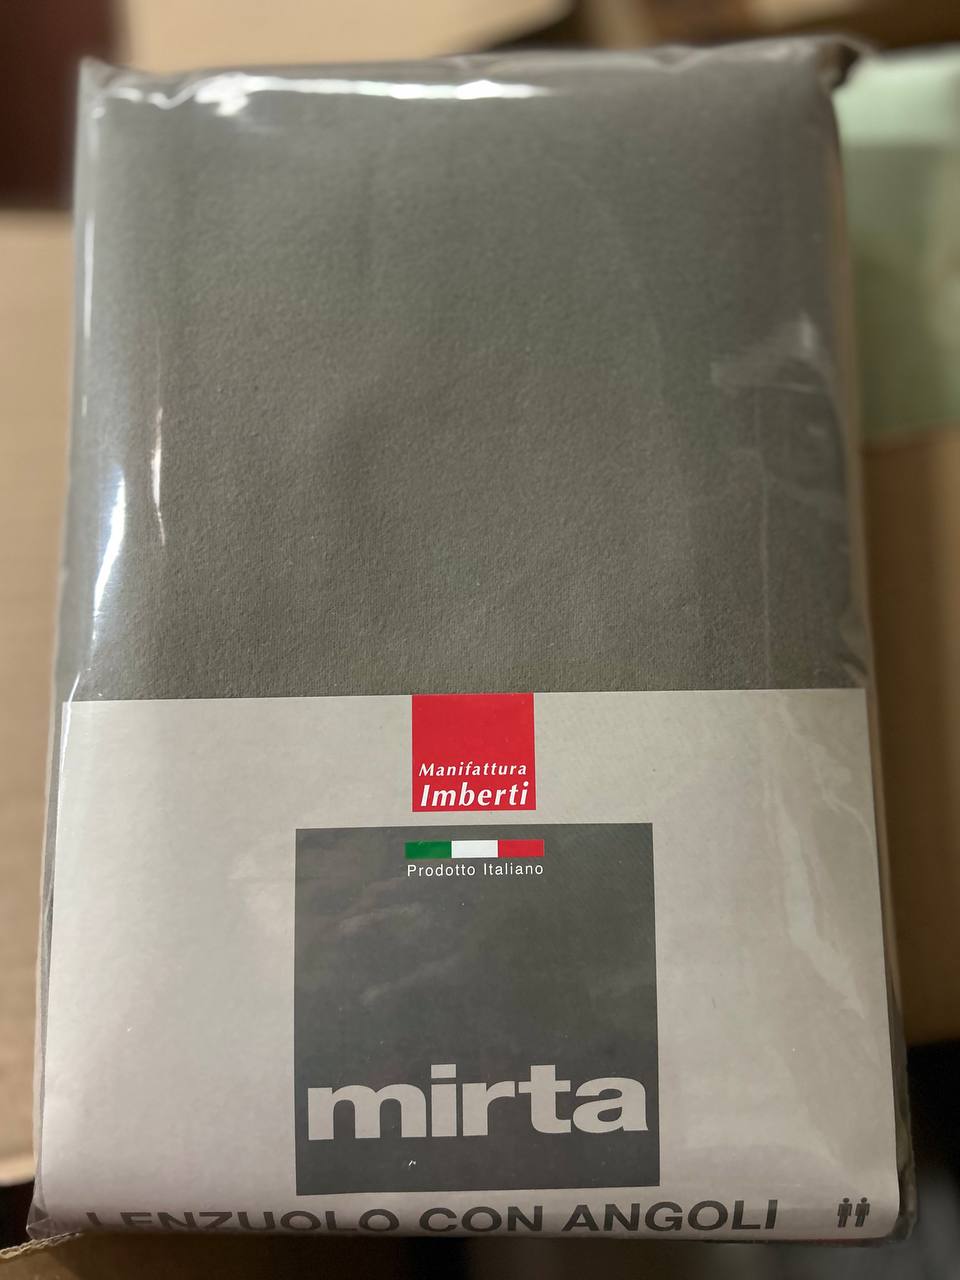 Manifattura
Imberti
Prodotto Italiano
mirta
LENZUOLO CON ANGOLI